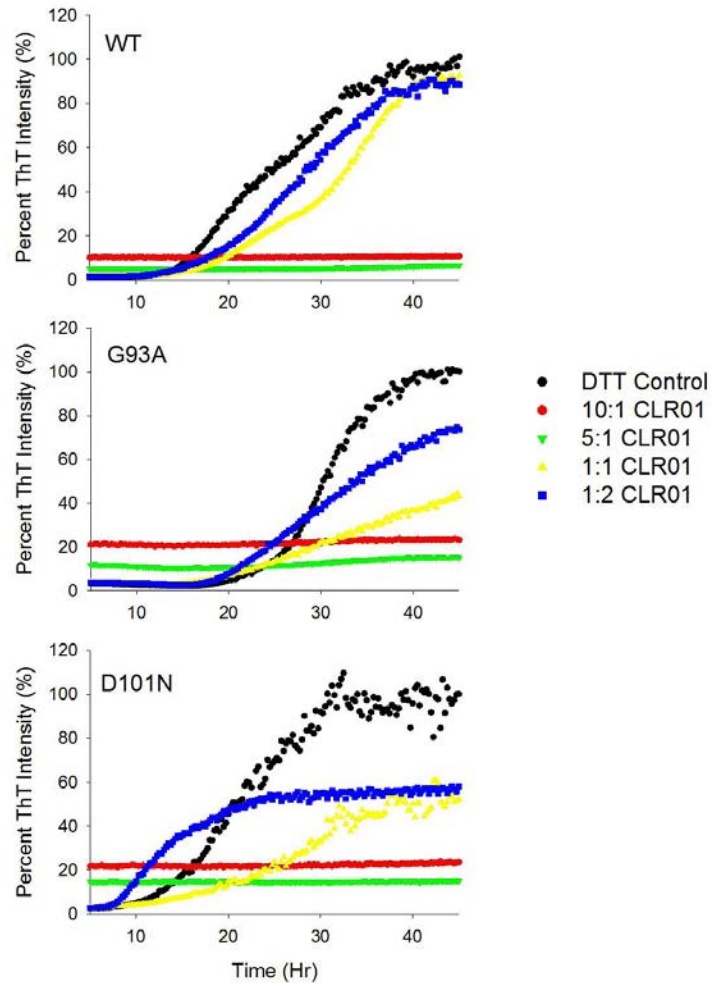 WT
Percent ThT Intensity (%)
120
100
80
60
40
20
0
10 20 30 40
G93A
Percent ThT Intensity (%)
120
100
80
60
40
20
0
10 20 30 40
DTT Control
10:1 CLR01
5:1 CLR01
1:1 CLR01
1:2 CLR01
D101N
Percent ThT Intensity (%)
120
100
80
60
40
20
0
10 20 30 40
Time (Hr)